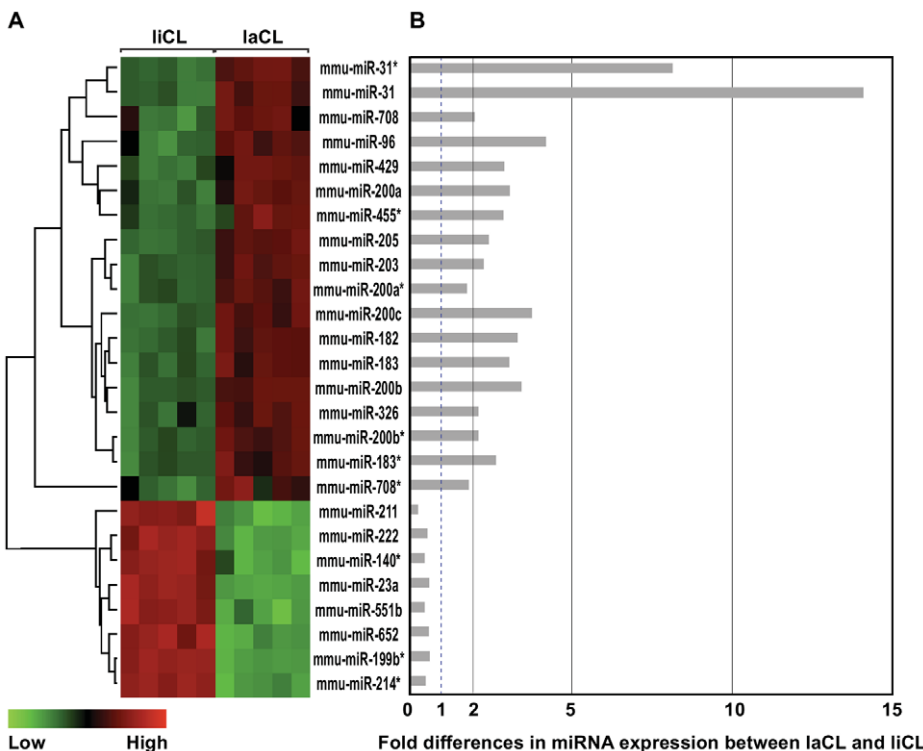 A
B
liCL laCL
mmu-miR-31*
mmu-miR-31
mmu-miR-708
mmu-miR-96
mmu-miR-429
mmu-miR-200a
mmu-miR-455*
mmu-miR-205
mmu-miR-203
mmu-miR-200a*
mmu-miR-200c
mmu-miR-182
mmu-miR-183
mmu-miR-200b
mmu-miR-326
mmu-miR-200b*
mmu-miR-183*
mmu-miR-708*
mmu-miR-211
mmu-miR-222
mmu-miR-140*
mmu-miR-23a
mmu-miR-551b
mmu-miR-652
mmu-miR-199b*
mmu-miR-214*
0 1 2 5 10 15
Low High
Fold differences in miRNA expression between laCL and liCL